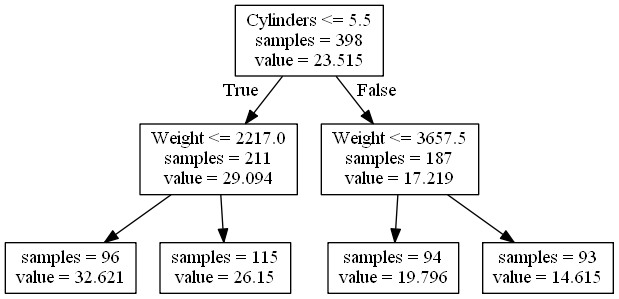 Cylinders <= 5.5
samples = 398
value = 23.515
True
False
Weight <= 2217.0
samples = 211
value = 29.094
Weight <= 3657.5
samples = 187
value = 17.219
samples = 96
value = 32.621
samples = 115
value = 26.15
samples = 94
value = 19.796
samples = 93
value = 14.615